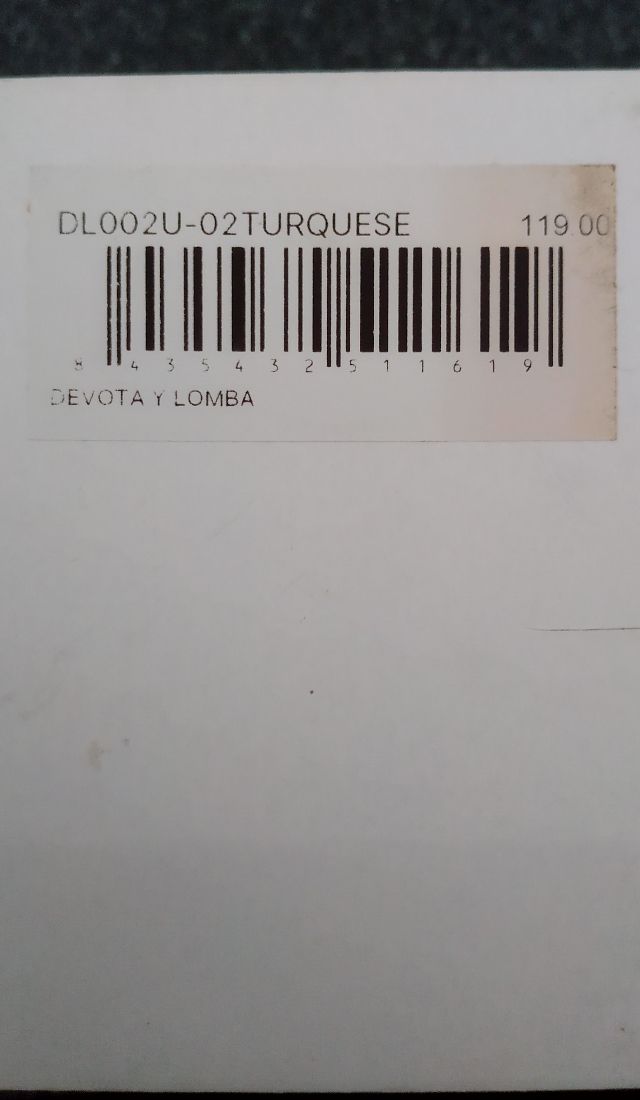 DL002U-02TURQUESE 119.00
8 435432 511619
DEVOTA Y LOMBA